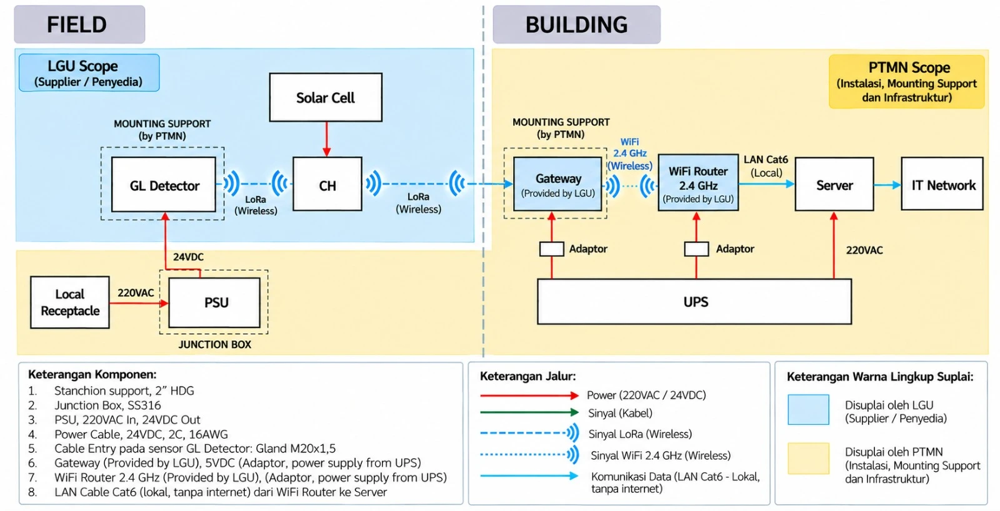 FIELD
BUILDING
LGU Scope
(Supplier / Penyedia)
PTMN Scope
(Instalasi, Mounting Support
dan Infrastruktur)
Solar Cell
MOUNTING SUPPORT
(by PTMN)
GL Detector
LoRa
(Wireless)
CH
LoRa
(Wireless)
MOUNTING SUPPORT
(by PTMN)
Gateway
(Provided by LGU)
WiFi
2.4 GHz
(Wireless)
WiFi Router
2.4 GHz
(Provided by LGU)
LAN Cat6
(Local)
Server
IT Network
24VDC
Adaptor
Adaptor
220VAC
Local
Receptacle
220VAC
PSU
JUNCTION BOX
UPS
Keterangan Komponen:
1. Stanchion support, 2” HDG
2. Junction Box, SS316
3. PSU, 220VAC In, 24VDC Out
4. Power Cable, 24VDC, 2C, 16AWG
5. Cable Entry pada sensor GL Detector: Gland M20x1,5
6. Gateway (Provided by LGU), 5VDC (Adaptor, power supply from UPS)
7. WiFi Router 2.4 GHz (Provided by LGU), (Adaptor, power supply from UPS)
8. LAN Cable Cat6 (lokal, tanpa internet) dari WiFi Router ke Server
Keterangan Jalur:
Power (220VAC / 24VDC)
Sinyal (Kabel)
Sinyal LoRa (Wireless)
Sinyal WiFi 2.4 GHz (Wireless)
Komunikasi Data (LAN Cat6 - Lokal,
tanpa internet)
Keterangan Warna Lingkup Suplai:
Disuplai oleh LGU
(Supplier / Penyedia)
Disuplai oleh PTMN
(Instalasi, Mounting Support
dan Infrastruktur)